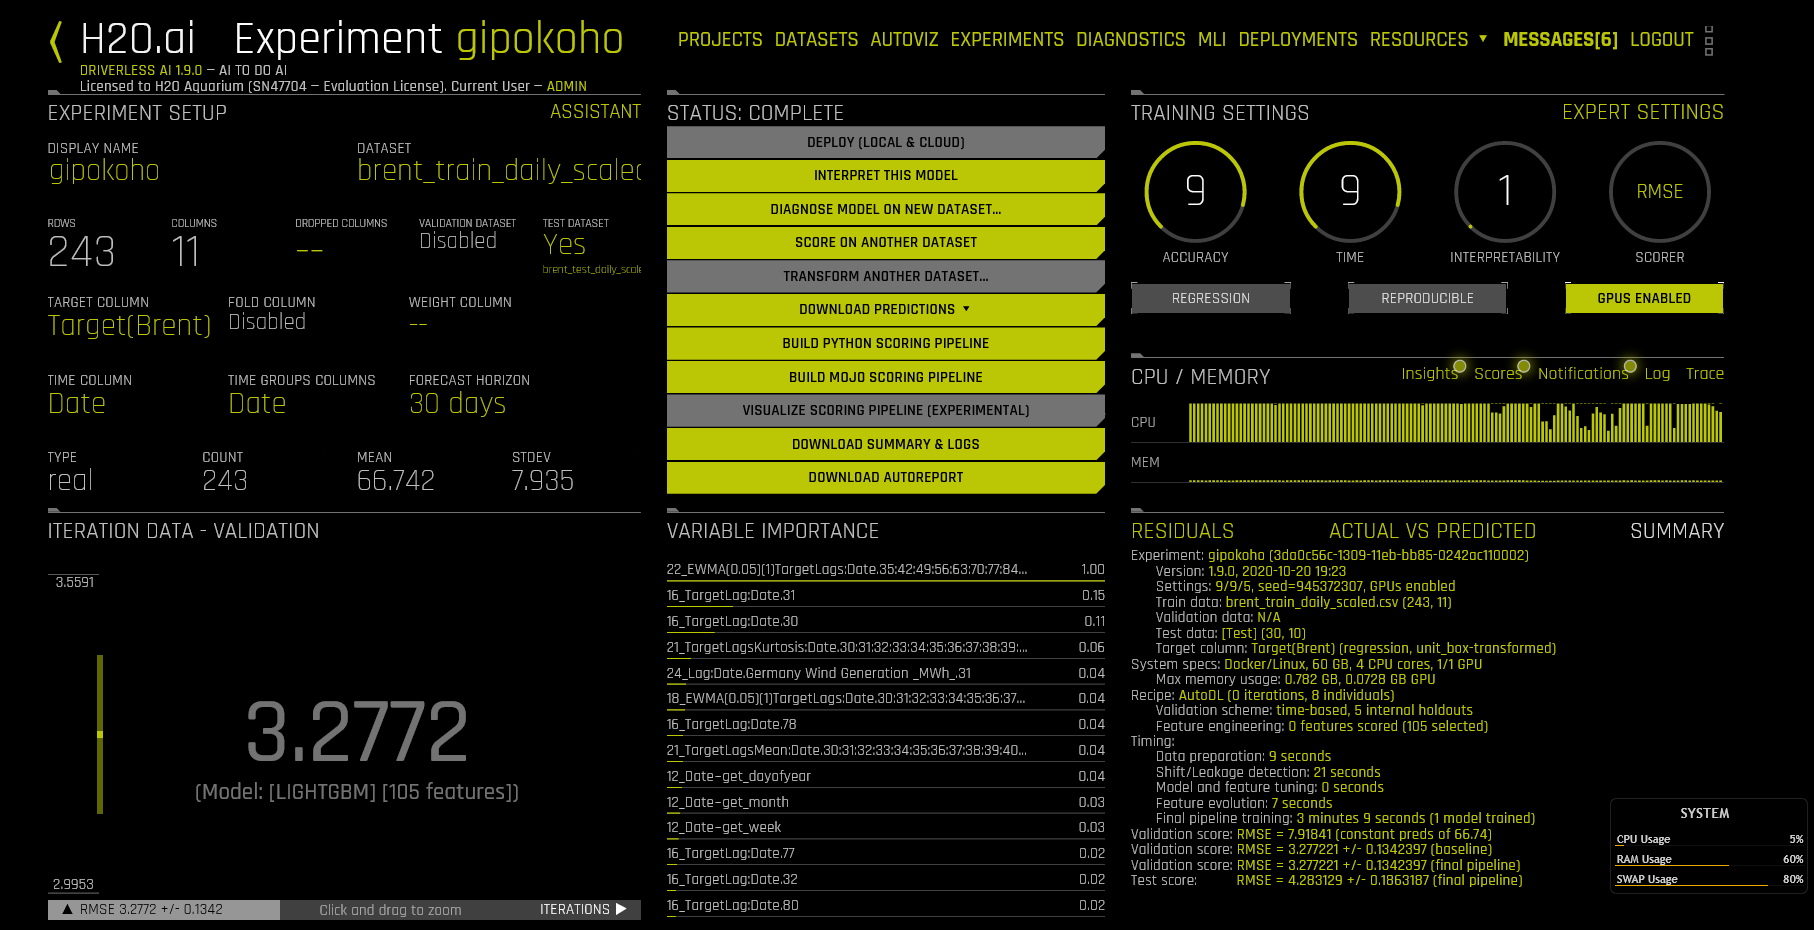 H2O.ai Experiment gipokoho
DRIVERLESS AI 1.9.0 – AI TO DO AI
Licensed to H2O Aquarium (SN47704 – Evaluation License). Current User – ADMIN
PROJECTS DATASETS AUTOVIZ EXPERIMENTS DIAGNOSTICS MLI DEPLOYMENTS RESOURCES ▼ MESSAGES[6] LOGOUT
EXPERIMENT SETUP ASSISTANT
DISPLAY NAME DATASET
gipokoho brent_train_daily_scaled
ROWS COLUMNS DROPPED COLUMNS VALIDATION DATASET TEST DATASET
243 11 -- Disabled Yes
brent_test_daily_scale
TARGET COLUMN FOLD COLUMN WEIGHT COLUMN
Target(Brent) Disabled --
TIME COLUMN TIME GROUPS COLUMNS FORECAST HORIZON
Date Date 30 days
TYPE COUNT MEAN STDEV
real 243 66.742 7.935
STATUS: COMPLETE
DEPLOY (LOCAL & CLOUD)
INTERPRET THIS MODEL
DIAGNOSE MODEL ON NEW DATASET...
SCORE ON ANOTHER DATASET
TRANSFORM ANOTHER DATASET...
DOWNLOAD PREDICTIONS ▼
BUILD PYTHON SCORING PIPELINE
BUILD MOJO SCORING PIPELINE
VISUALIZE SCORING PIPELINE (EXPERIMENTAL)
DOWNLOAD SUMMARY & LOGS
DOWNLOAD AUTOREPORT
TRAINING SETTINGS EXPERT SETTINGS
9 9 1 RMSE
ACCURACY TIME INTERPRETABILITY SCORER
REGRESSION REPRODUCIBLE GPUS ENABLED
CPU / MEMORY Insights Scores Notifications Log Trace
CPU
MEM
ITERATION DATA - VALIDATION
3.5591
3.2772
(Model: [LIGHTGBM] [105 features])
2.9953
▲ RMSE 3.2772 +/- 0.1342 Click and drag to zoom ITERATIONS ▶
VARIABLE IMPORTANCE
22_EWMA(0.05)(1)TargetLags:Date.35:42:49:56:63:70:77:84... 1.00
16_TargetLag:Date.31 0.15
16_TargetLag:Date.30 0.11
21_TargetLagsKurtosis:Date.30:31:32:33:34:35:36:37:38:39:... 0.06
24_Lag:Date.Germany Wind Generation _MWh_.31 0.04
18_EWMA(0.05)(1)TargetLags:Date.30:31:32:33:34:35:36:37... 0.04
16_TargetLag:Date.78 0.04
21_TargetLagsMean:Date.30:31:32:33:34:35:36:37:38:39:40... 0.04
12_Date~get_dayofyear 0.04
12_Date~get_month 0.03
12_Date~get_week 0.03
16_TargetLag:Date.77 0.02
16_TargetLag:Date.32 0.02
16_TargetLag:Date.80 0.02
RESIDUALS ACTUAL VS PREDICTED SUMMARY
Experiment: gipokoho (3da0c56c-1309-11eb-bb85-0242ac110002)
Version: 1.9.0, 2020-10-20 19:23
Settings: 9/9/5, seed=945372307, GPUs enabled
Train data: brent_train_daily_scaled.csv (243, 11)
Validation data: N/A
Test data: [Test] (30, 10)
Target column: Target(Brent) (regression, unit_box-transformed)
System specs: Docker/Linux, 60 GB, 4 CPU cores, 1/1 GPU
Max memory usage: 0.782 GB, 0.0728 GB GPU
Recipe: AutoDL (0 iterations, 8 individuals)
Validation scheme: time-based, 5 internal holdouts
Feature engineering: 0 features scored (105 selected)
Timing:
Data preparation: 9 seconds
Shift/Leakage detection: 21 seconds
Model and feature tuning: 0 seconds
Feature evolution: 7 seconds
Final pipeline training: 3 minutes 9 seconds (1 model trained)
Validation score: RMSE = 7.91841 (constant preds of 66.74)
Validation score: RMSE = 3.277221 +/- 0.1342397 (baseline)
Validation score: RMSE = 3.277221 +/- 0.1342397 (final pipeline)
Test score: RMSE = 4.283129 +/- 0.1863187 (final pipeline)
SYSTEM
CPU Usage 5%
RAM Usage 60%
SWAP Usage 80%